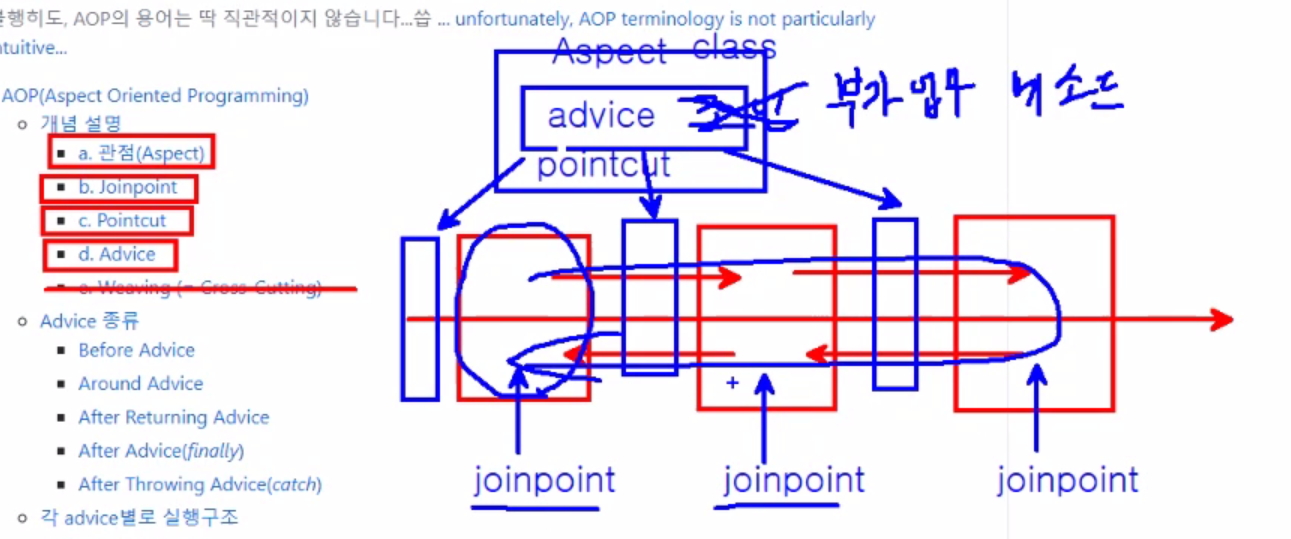 불행히도, AOP의 용어는 딱 직관적이지 않습니다...씁 ... unfortunately, AOP terminology is not particularly
ntuitive...
AOP(Aspect Oriented Programming)
개념 설명
a. 관점(Aspect)
b. Joinpoint
c. Pointcut
d. Advice
e. Weaving (= Cross-Cutting)
Advice 종류
Before Advice
Around Advice
After Returning Advice
After Advice(finally)
After Throwing Advice(catch)
각 advice별로 실행구조
Aspect class
advice
부가 업무 메소드
pointcut
+
joinpoint
joinpoint
joinpoint